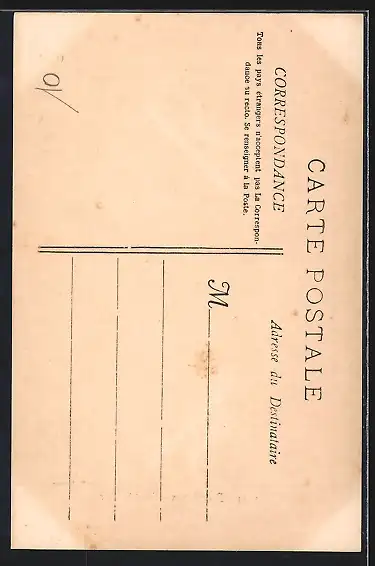 CARTE POSTALE
CORRESPONDANCE
Tous les pays étrangers n'acceptent pas La Correspon-
dance au recto. Se renseigner à la Poste.
Adresse du Destinataire
M